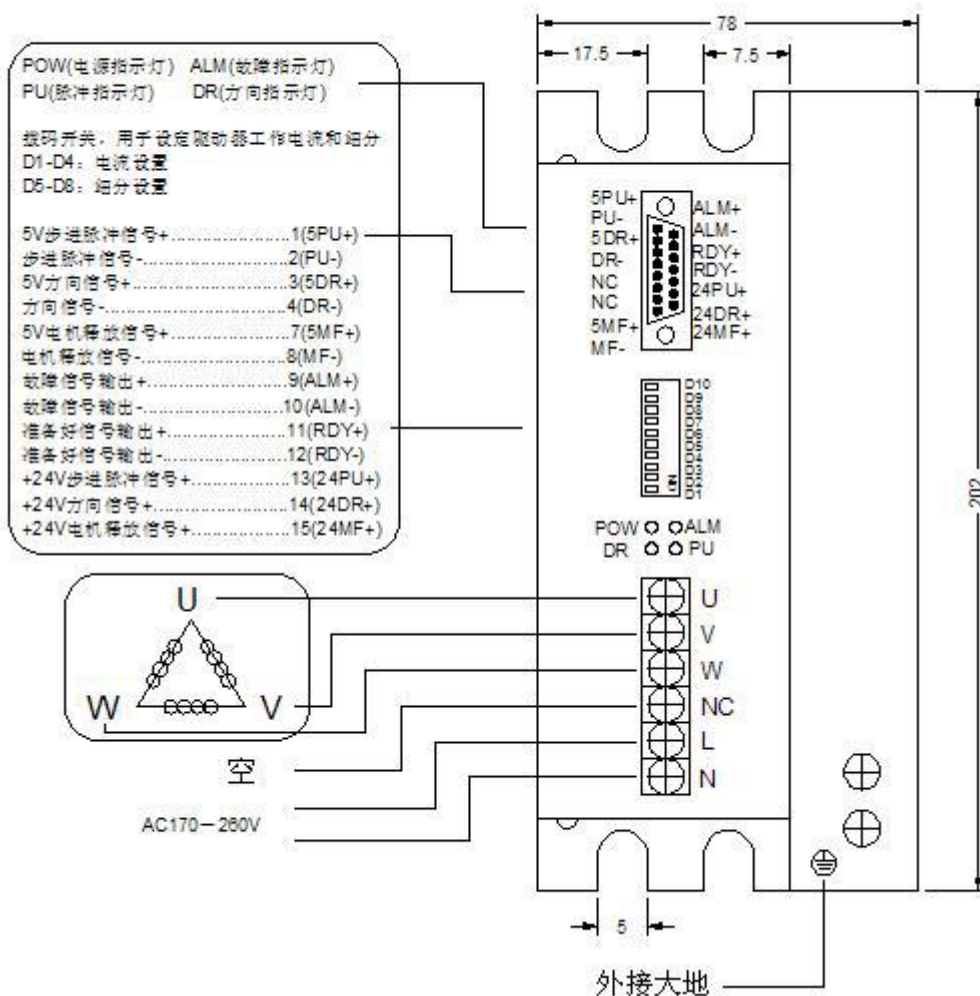 78
17.5
7.5
POW(电源指示灯) ALM(故障指示灯)
PU(脉冲指示灯) DR(方向指示灯)
拨码开关，用于设定驱动器工作电流和细分
D1-D4：电流设置
D5-D8：细分设置
5V步进脉冲信号+.....................1(5PU+)
步进脉冲信号-.........................2(PU-)
5V方向信号+...........................3(5DR+)
方向信号-................................4(DR-)
5V电机释放信号+.....................7(5MF+)
电机释放信号-.........................8(MF-)
故障信号输出+.........................9(ALM+)
故障信号输出-.........................10(ALM-)
准备好信号输出+.....................11(RDY+)
准备好信号输出-.....................12(RDY-)
+24V步进脉冲信号+.................13(24PU+)
+24V方向信号+.......................14(24DR+)
+24V电机释放信号+.................15(24MF+)
5PU+
PU-
5DR+
DR-
NC
NC
5MF+
MF-
ALM+
ALM-
RDY+
RDY-
24PU+
24DR+
24MF+
D10
D9
D8
D7
D6
D5
D4
D3
D2
D1
ON
202
POW ALM
DR PU
U
V
W
NC
L
N
U
W V
空
AC170－260V
5
外接大地